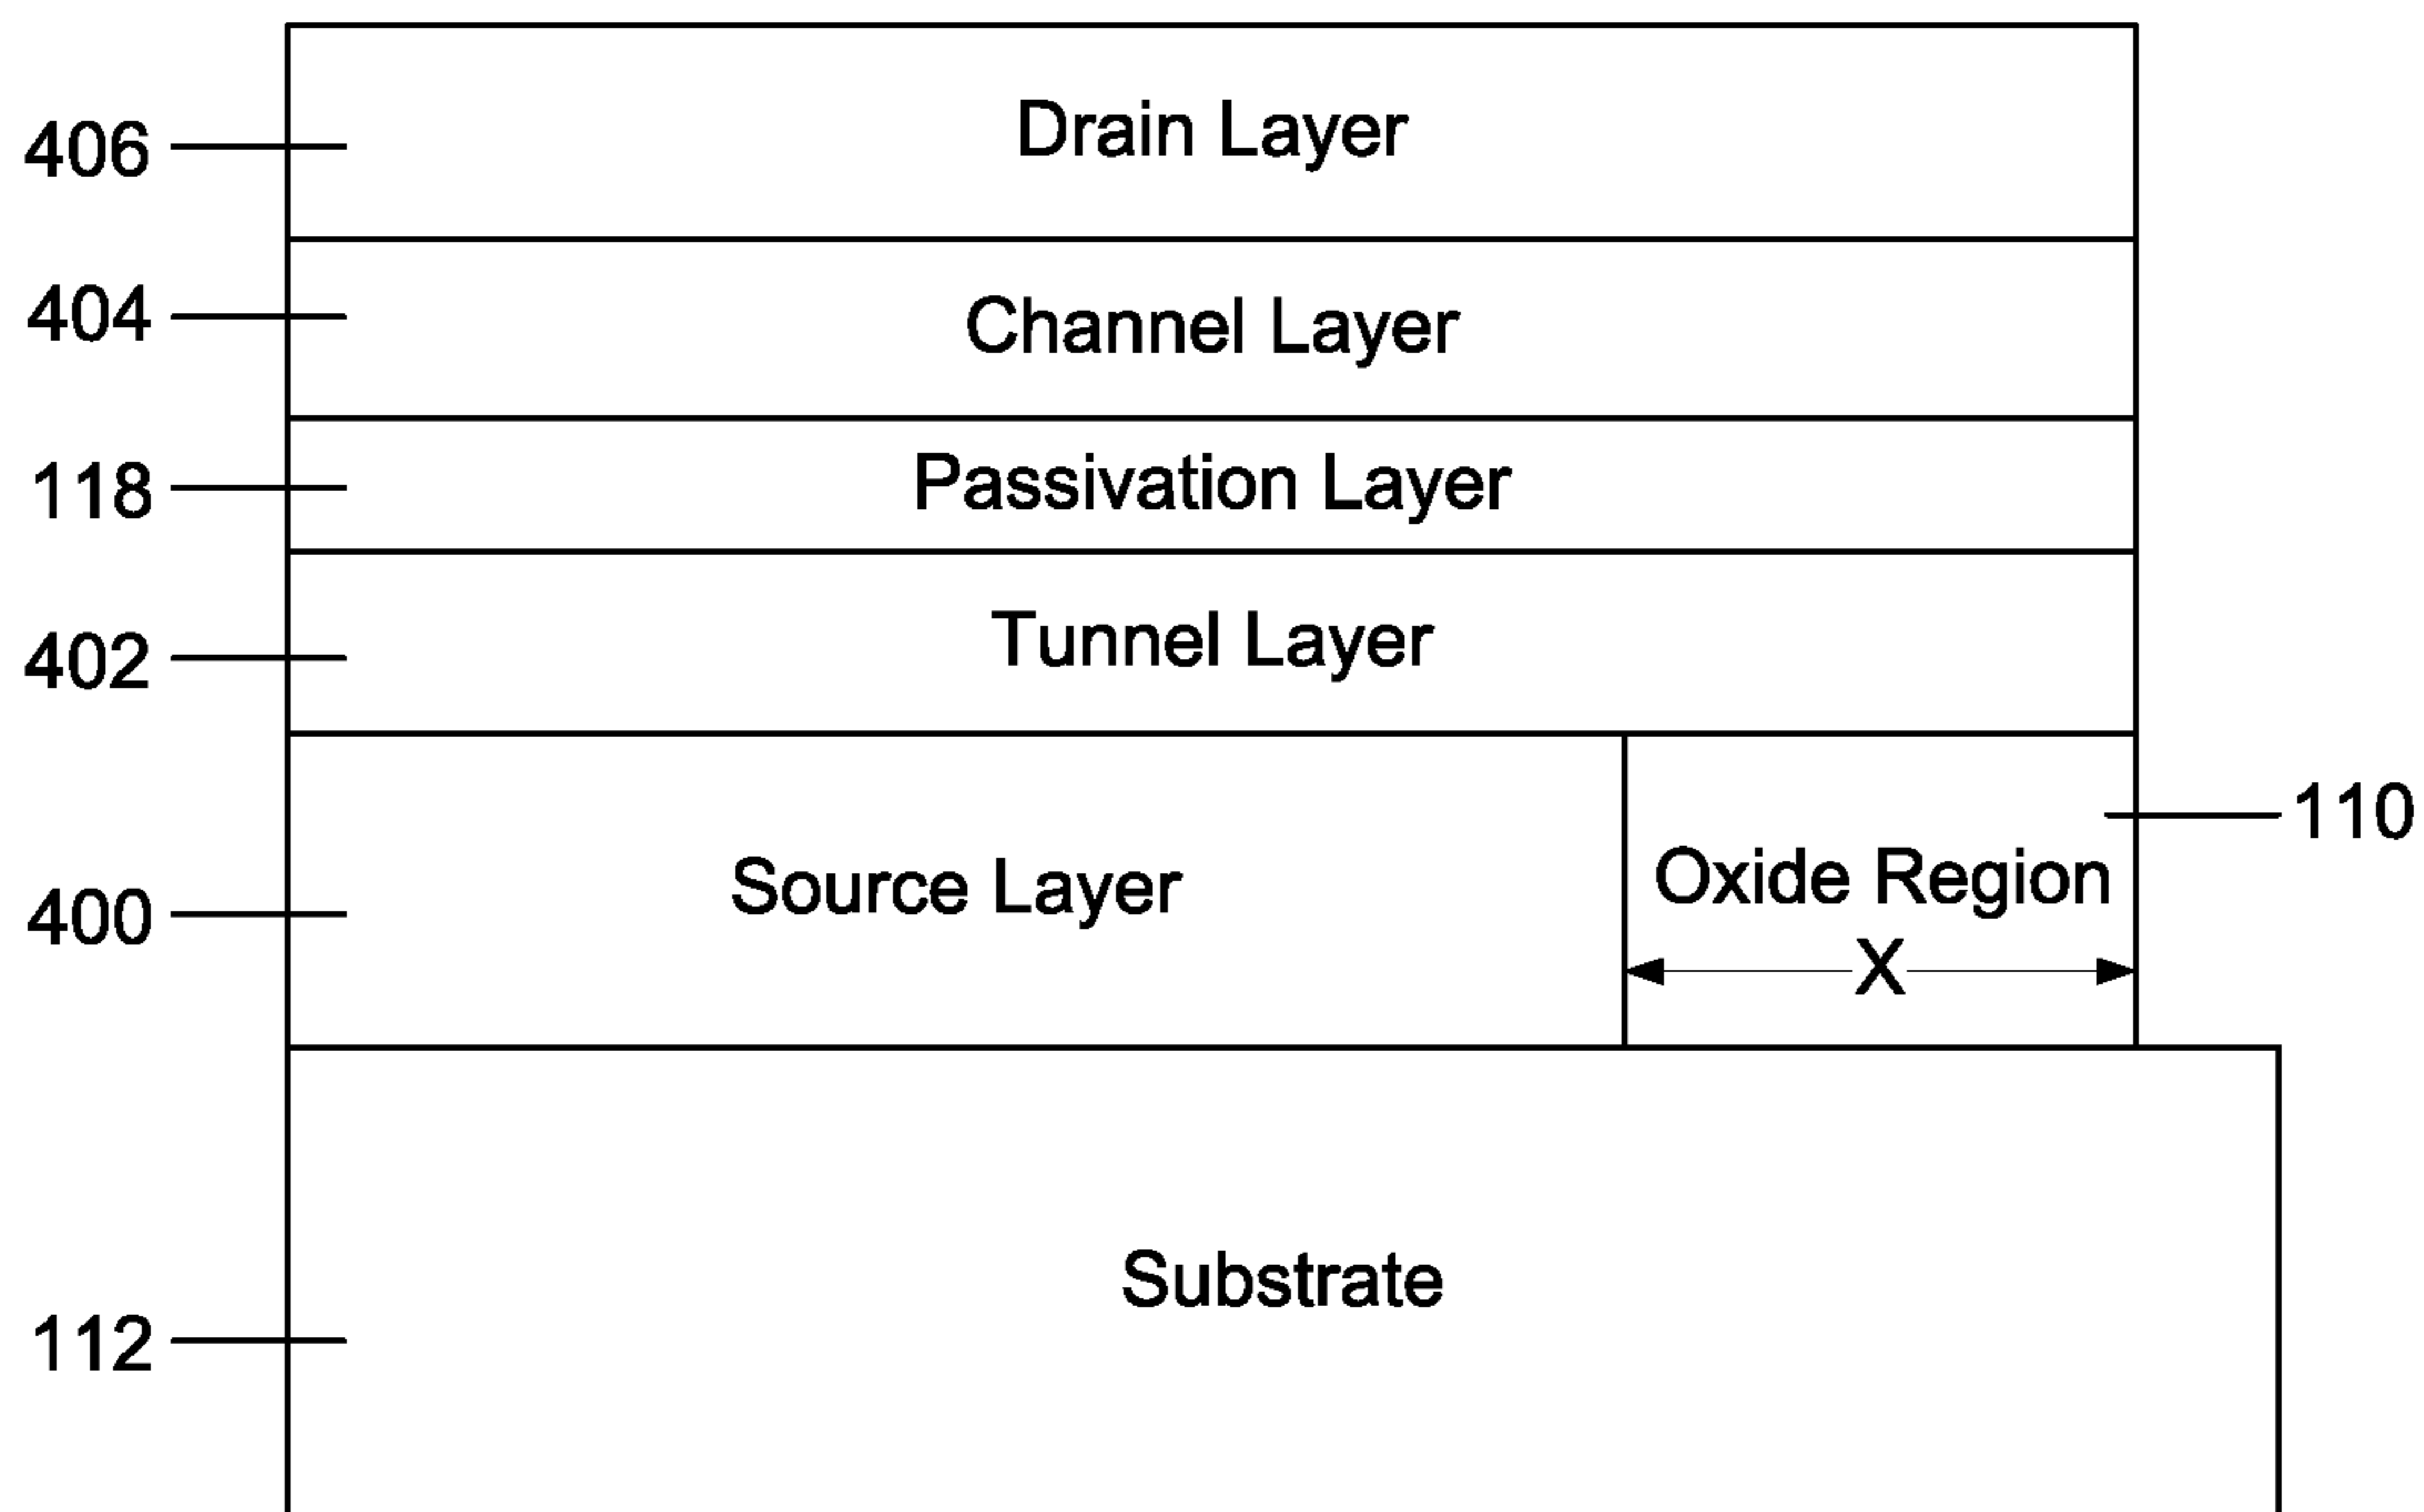 406
Drain Layer
404
Channel Layer
118
Passivation Layer
402
Tunnel Layer
110
400
Source Layer
Oxide Region
X
Substrate
112